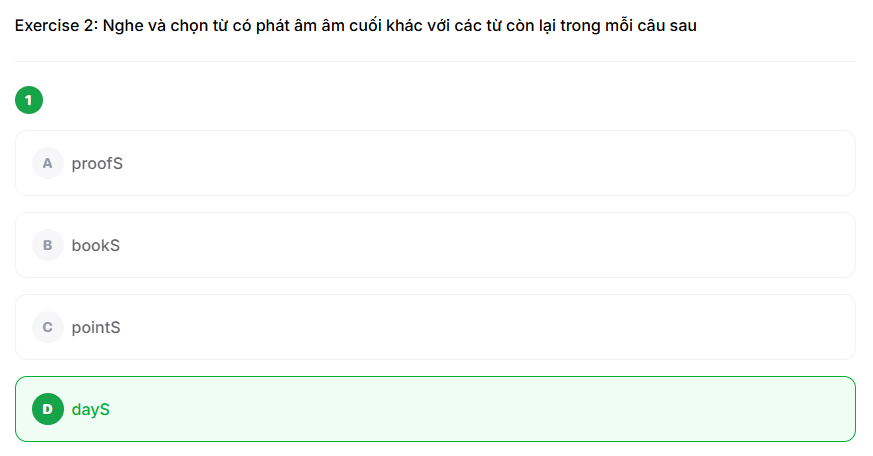 Exercise 2: Nghe và chọn từ có phát âm âm cuối khác với các từ còn lại trong mỗi câu sau
1
A proofS
B bookS
C pointS
D dayS